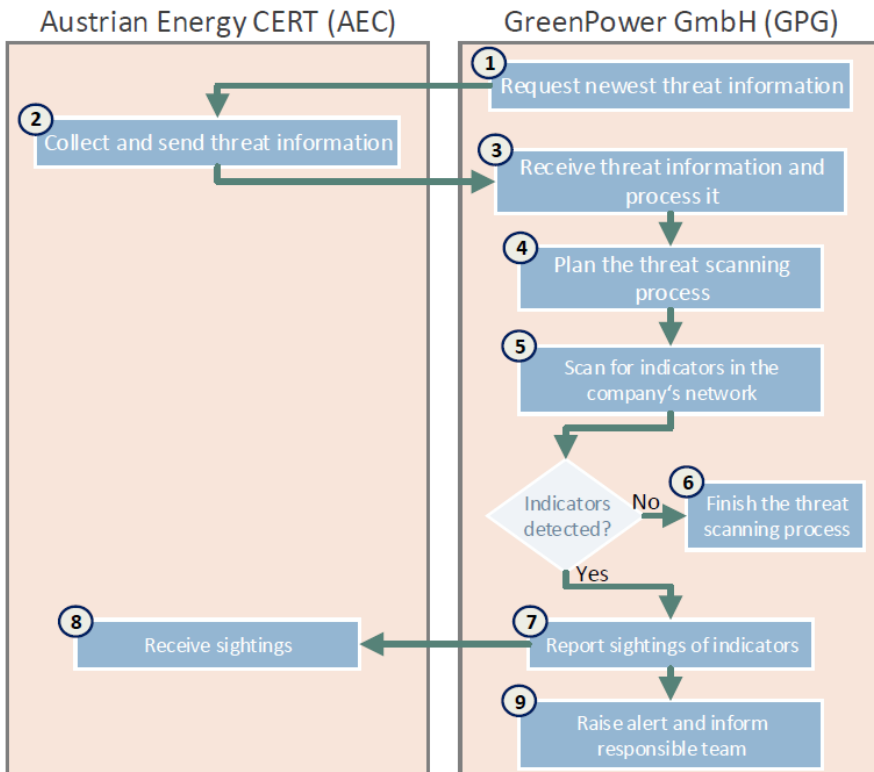 Austrian Energy CERT (AEC)
GreenPower GmbH (GPG)
1
Request newest threat information
2
Collect and send threat information
3
Receive threat information and
process it
4
Plan the threat scanning
process
5
Scan for indicators in the
company's network
Indicators
detected?
No
6
Finish the threat
scanning process
Yes
8
Receive sightings
7
Report sightings of indicators
9
Raise alert and inform
responsible team